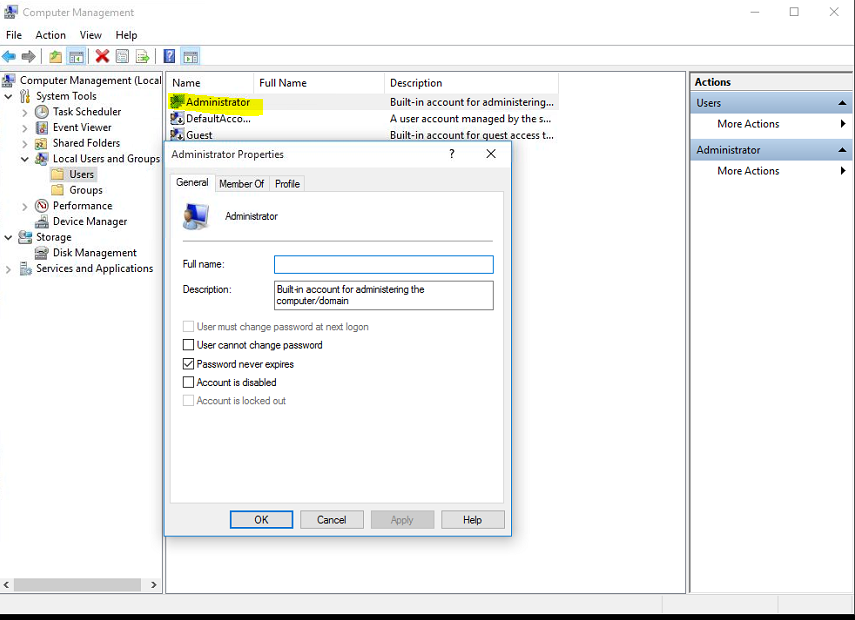 Computer Management
File Action View Help
Computer Management (Local
System Tools
Task Scheduler
Event Viewer
Shared Folders
Local Users and Groups
Users
Groups
Performance
Device Manager
Storage
Disk Management
Services and Applications
Name Full Name Description
Administrator Built-in account for administering...
DefaultAcco... A user account managed by the s...
Guest Built-in account for guest access t...
Administrator Properties ?
General Member Of Profile
Administrator
Full name:
Description: Built-in account for administering the
computer/domain
User must change password at next logon
User cannot change password
Password never expires
Account is disabled
Account is locked out
OK Cancel Apply Help
Actions
Users
More Actions
Administrator
More Actions